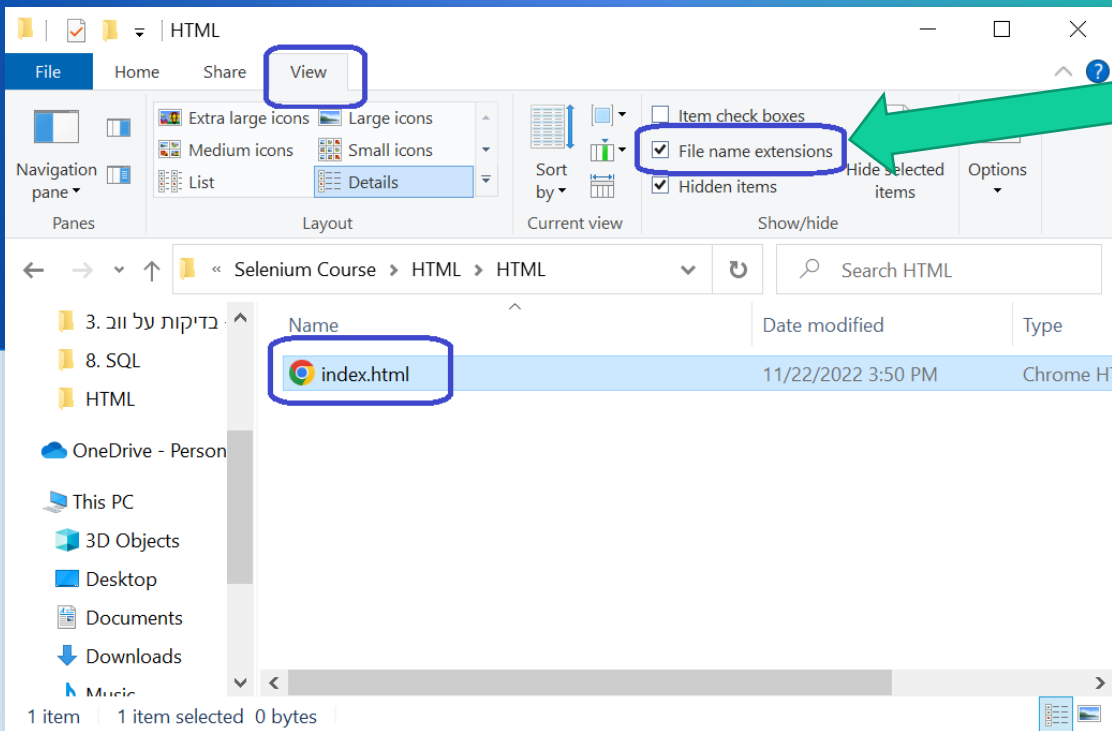 HTML
File Home Share View
Extra large icons Large icons
Item check boxes
Medium icons Small icons
File name extensions
Navigation pane
List Details
Sort by
Hidden items
Hide selected items
Options
Panes Layout Current view Show/hide
« Selenium Course > HTML > HTML
Search HTML
3. בדיקות על ווב -
Name Date modified Type
8. SQL
index.html 11/22/2022 3:50 PM Chrome H
HTML
OneDrive - Person
This PC
3D Objects
Desktop
Documents
Downloads
Music
1 item 1 item selected 0 bytes